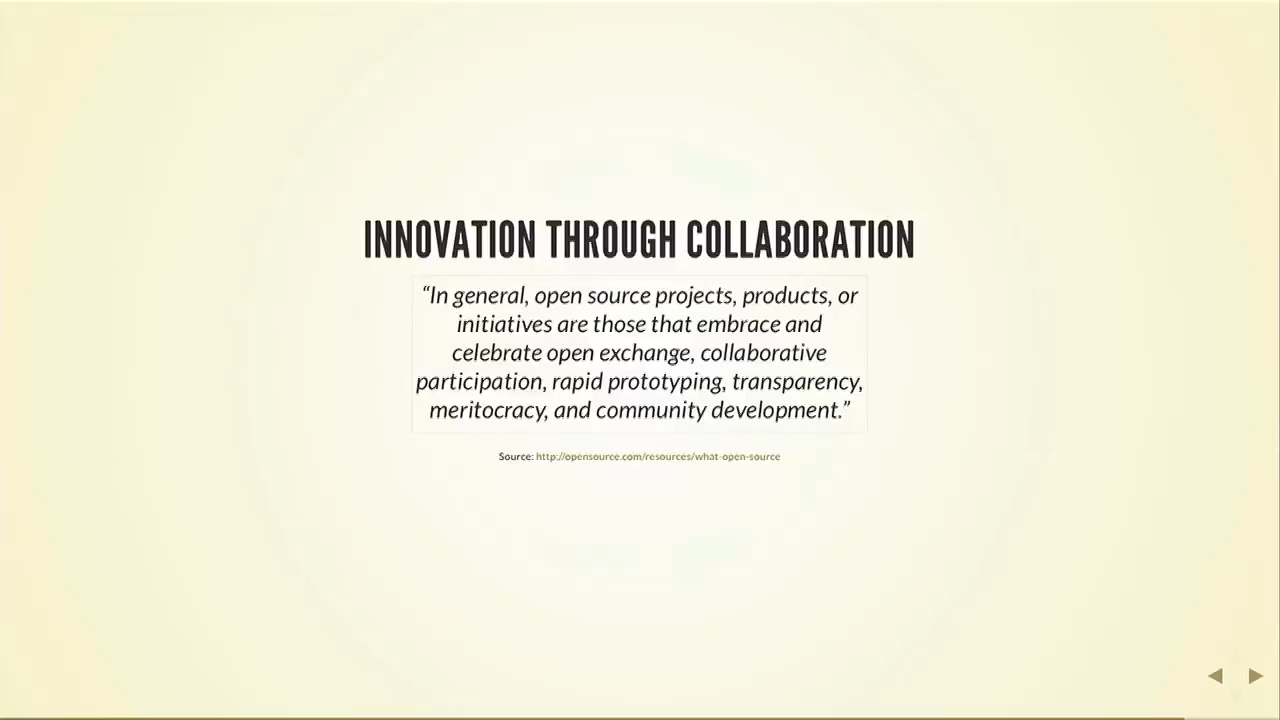 INNOVATION THROUGH COLLABORATION
“In general, open source projects, products, or
initiatives are those that embrace and
celebrate open exchange, collaborative
participation, rapid prototyping, transparency,
meritocracy, and community development.”
Source: http://opensource.com/resources/what-open-source